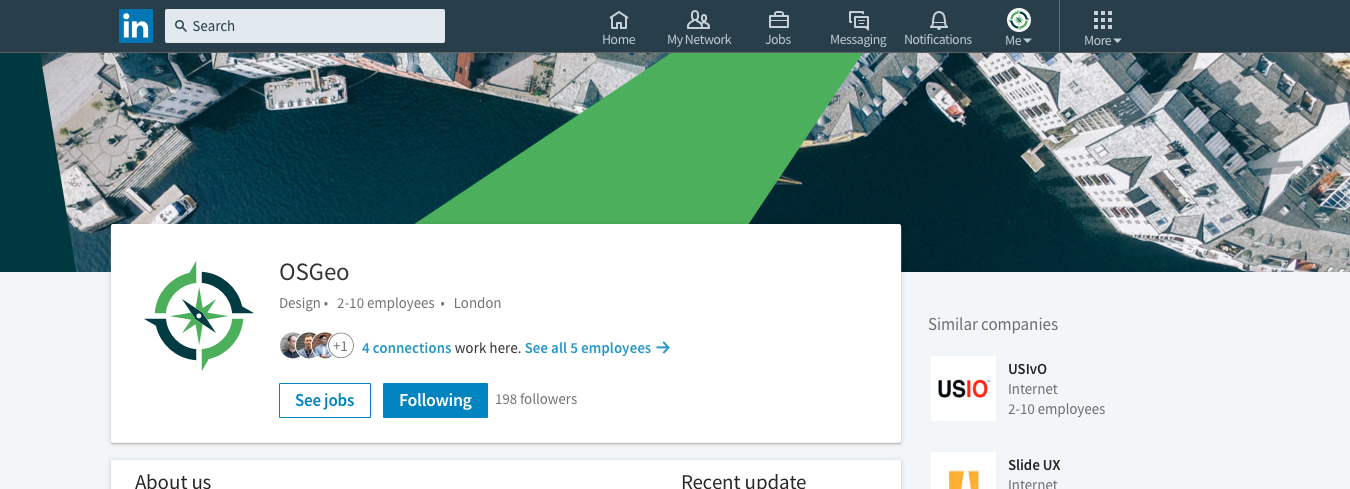 in
Search
Home
My Network
Jobs
Messaging
Notifications
Me
More
OSGeo
Design • 2-10 employees • London
+1
4 connections work here. See all 5 employees →
See jobs
Following
198 followers
About us
Recent update
Similar companies
USIO
USIvO
Internet
2-10 employees
Slide UX
Internet